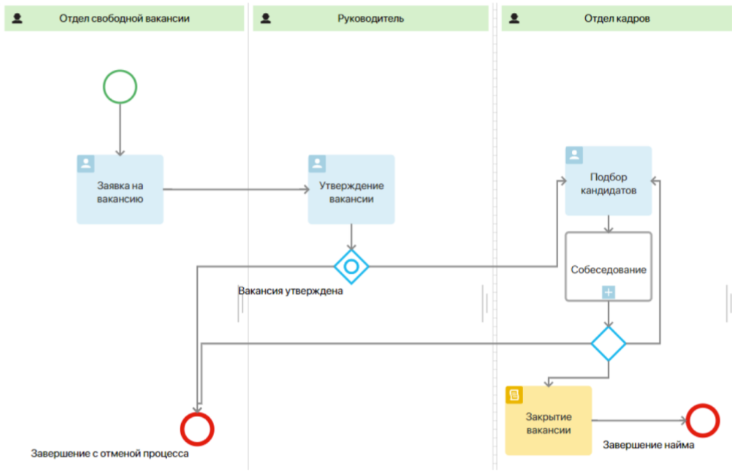 Отдел свободной вакансии
Руководитель
Отдел кадров
Заявка на
вакансию
Утверждение
вакансии
Подбор
кандидатов
Собеседование
Вакансия утверждена
Закрытие
вакансии
Завершение найма
Завершение с отменой процесса